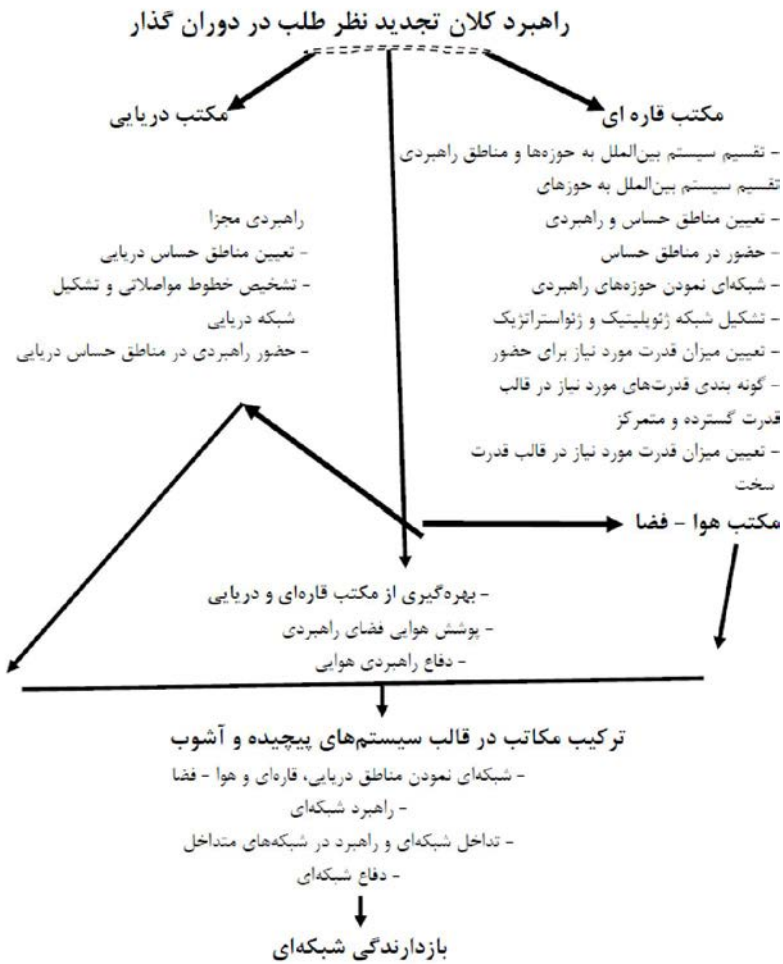 راهبرد کلان تجدید نظر طلب در دوران گذار
مکتب قاره ای
- تقسیم سیستم بین‌الملل به حوزه‌ها و مناطق راهبردی
تقسیم سیستم بین‌الملل به حوزهای
- تعیین مناطق حساس و راهبردی
- حضور در مناطق حساس
- شبکه‌ای نمودن حوزه‌های راهبردی
- تشکیل شبکه ژئوپلیتیک و ژئواستراتژیک
- تعیین میزان قدرت مورد نیاز برای حضور
- گونه بندی قدرت‌های مورد نیاز در قالب
قدرت گسترده و متمرکز
- تعیین میزان قدرت مورد نیاز در قالب قدرت
سخت
مکتب دریایی
راهبردی مجزا
- تعیین مناطق حساس دریایی
- تشخیص خطوط مواصلاتی و تشکیل
شبکه دریایی
- حضور راهبردی در مناطق حساس دریایی
مکتب هوا - فضا
- بهره‌گیری از مکتب قاره‌ای و دریایی
- پوشش هوایی فضای راهبردی
- دفاع راهبردی هوایی
ترکیب مکاتب در قالب سیستم‌های پیچیده و آشوب
- شبکه‌ای نمودن مناطق دریایی، قاره‌ای و هوا - فضا
- راهبرد شبکه‌ای
- تداخل شبکه‌ای و راهبرد در شبکه‌های متداخل
- دفاع شبکه‌ای
بازدارندگی شبکه‌ای